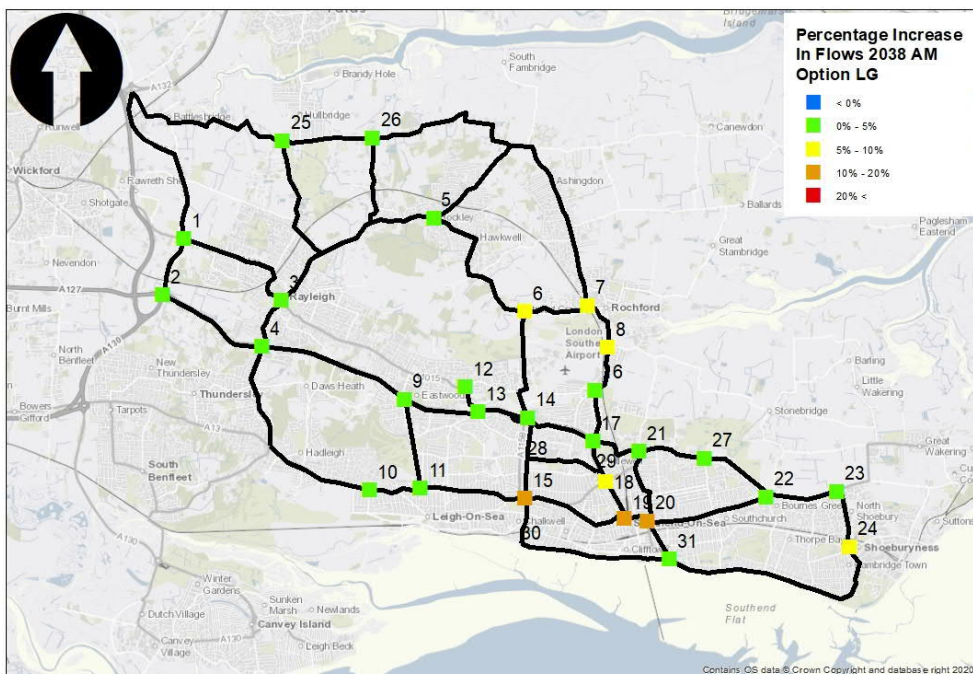 Percentage Increase
In Flows 2038 AM
Option LG
< 0%
0% - 5%
5% - 10%
10% - 20%
20% <
Island
South
Fambridge
Brandy Hole
A132
Battlesbridge
Hullbridge
25
26
Canewdon
Runwell
Wickford
Rawreth
Shotgate
Ashingdon
Ballards
5
Hawkwell
Paglesham
Eastend
1
Great
Stambridge
Nevendon
2
3
Rayleigh
6
7
Rochford
A127
Burnt Mills
4
London
Airport
8
A130
North
Benfleet
New
Thundersley
Barling
Little
Wakering
Thundersley
Daws Heath
12
6
9
Eastwood
13
14
Bowers
Gifford
Tarpots
Stonebridge
17
21
27
Great
Wakering
Hadleigh
28
29
South
Benfleet
10
11
15
18
22
23
North
Shoebury
Bournes Green
Leigh-On-Sea
Chalkwell
19
20
Southchurch
24
30
31
Thorpe Bay
Shoeburyness
Cambridge Town
Winter
Gardens
Southend
Flat
Dutch Village
Sunken
Marsh
Newlands
Canvey Island
Canvey
Village
A130
Leigh Beck
Contains OS data © Crown Copyright and database right 2020